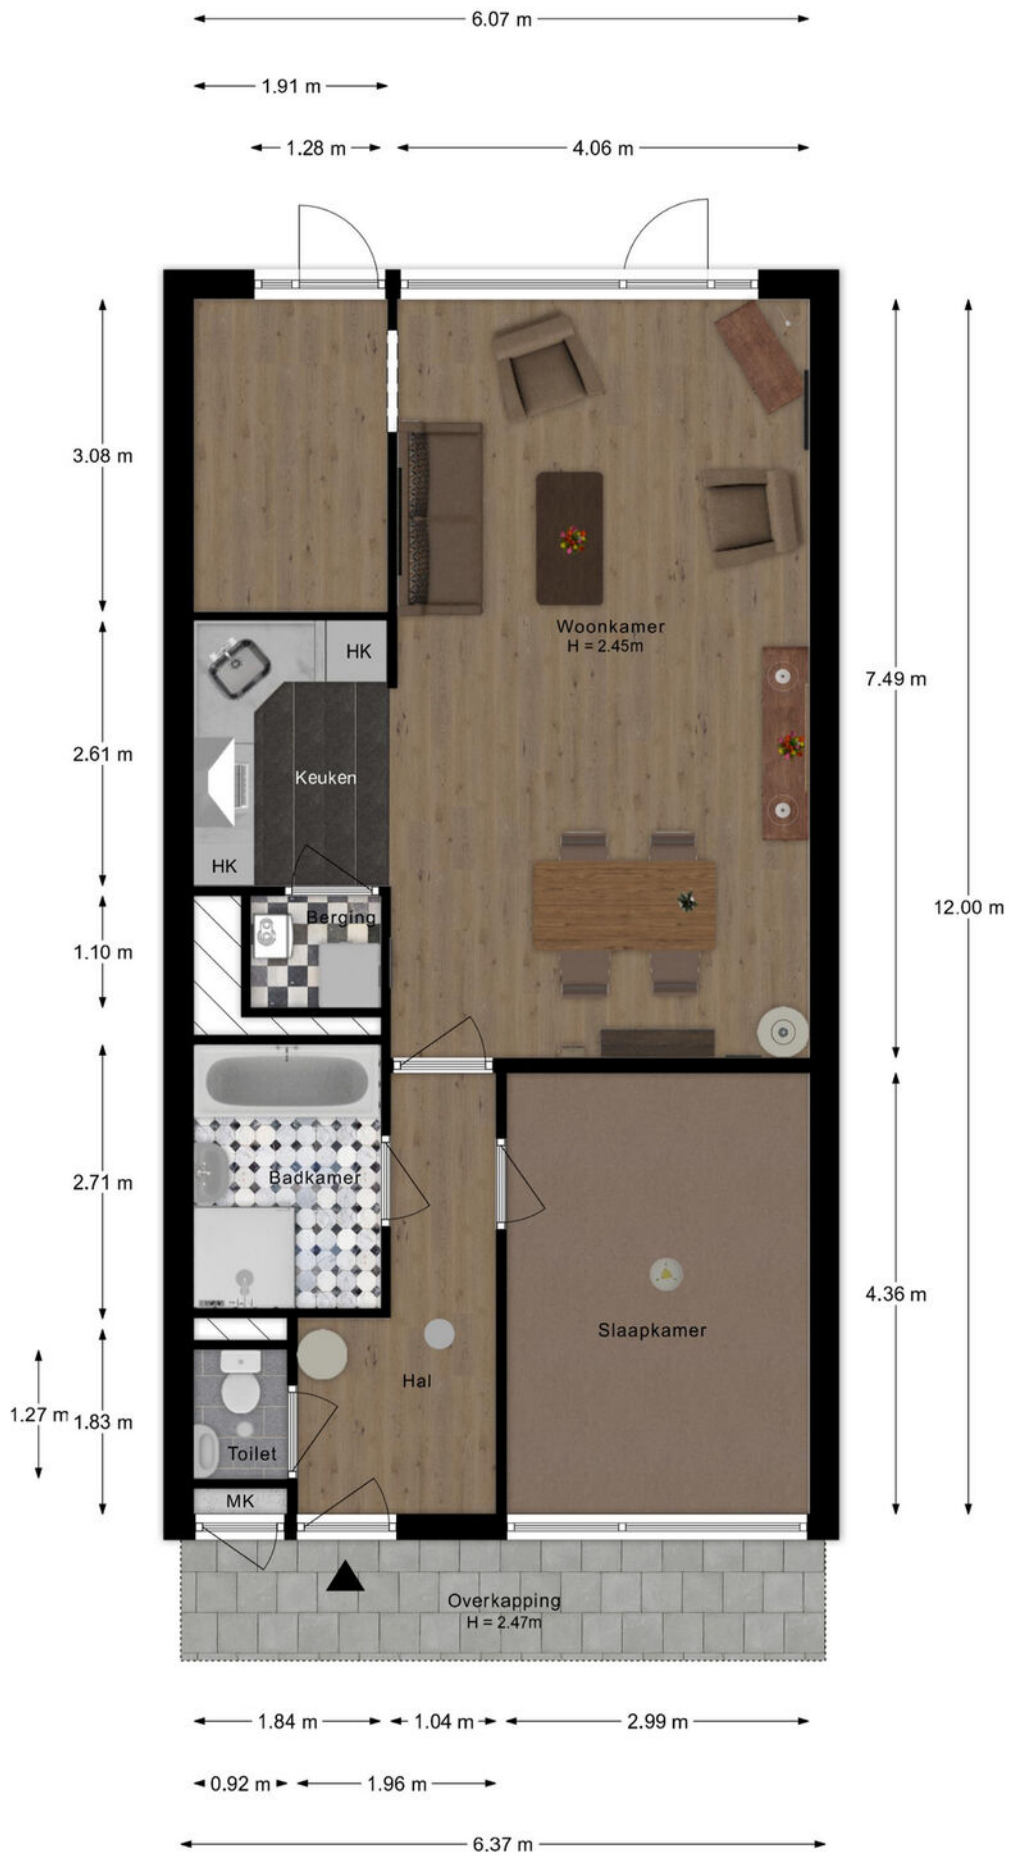 6.07 m
1.91 m
1.28 m
4.06 m
3.08 m
Woonkamer
H = 2.45m
HK
7.49 m
2.61 m
Keuken
HK
12.00 m
Berging
1.10 m
2.71 m
Badkamer
4.36 m
Slaapkamer
Hal
1.27 m
1.83 m
Toilet
MK
Overkapping
H = 2.47m
1.84 m
1.04 m
2.99 m
0.92 m
1.96 m
6.37 m